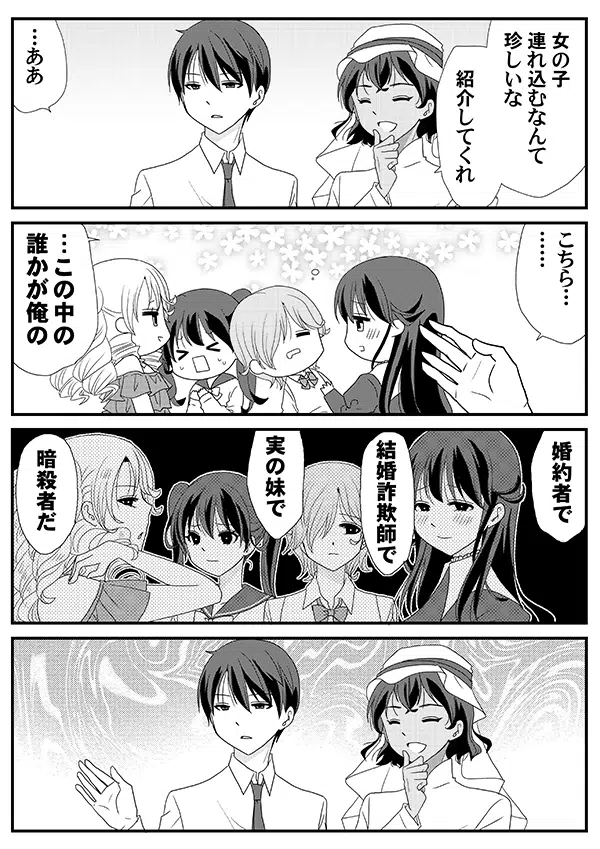 女の子
連れ込むなんて
珍しいな
紹介してくれ
…ああ
こちら…
……
…この中の
誰かが俺の
婚約者で
結婚詐欺師で
実の妹で
暗殺者だ